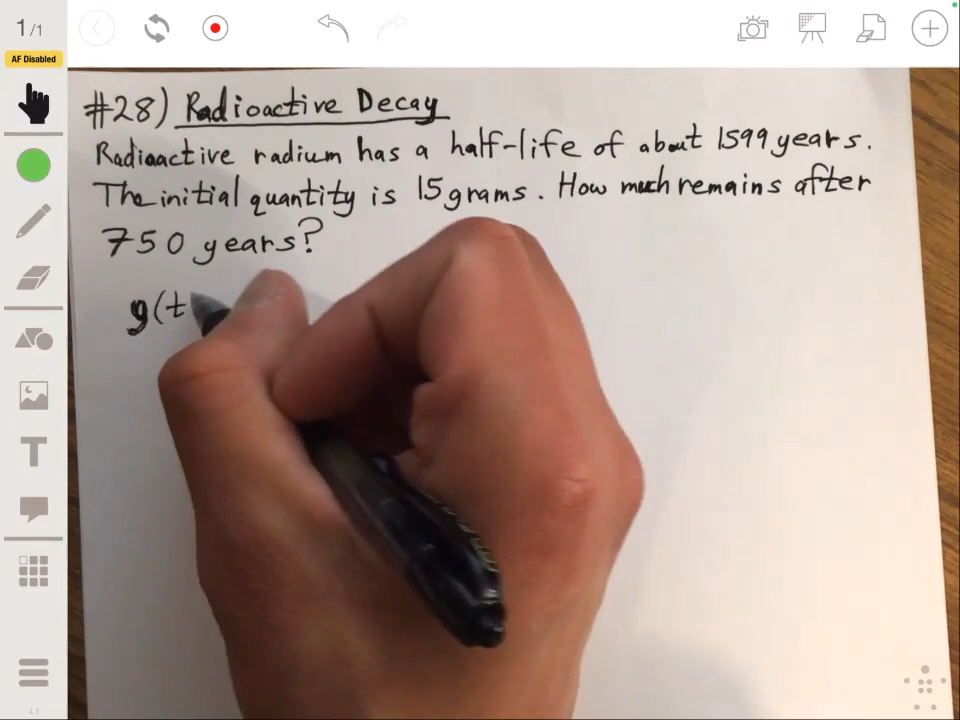 1/1
AF Disabled
#28) Radioactive Decay
Radioactive radium has a half-life of about 1599 years.
The initial quantity is 15 grams. How much remains after
750 years?
g(t
T